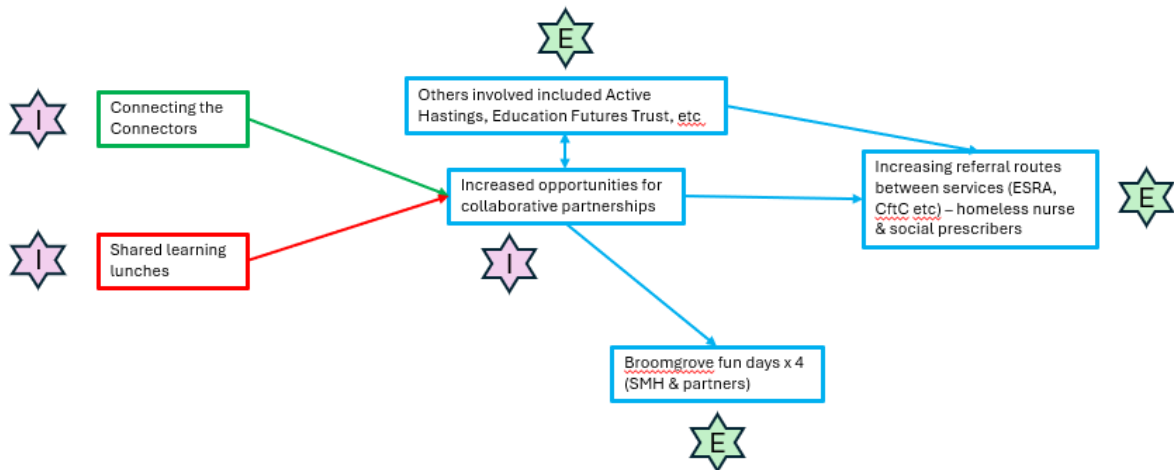 E
Others involved included Active
Hastings, Education Futures Trust, etc
I
Connecting the
Connectors
Increasing referral routes
between services (ESRA,
CftC etc) – homeless nurse
& social prescribers
E
Increased opportunities for
collaborative partnerships
I
Shared learning
lunches
I
Broomgrove fun days x 4
(SMH & partners)
E